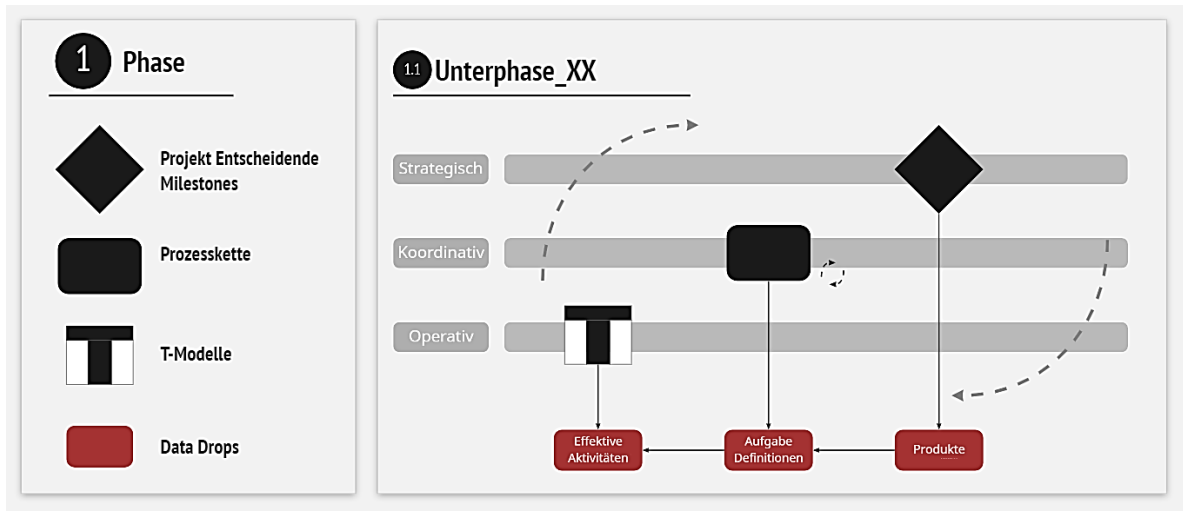 1 Phase
Projekt Entscheidende
Milestones
Prozesskette
T-Modelle
Data Drops
1.1 Unterphase_XX
Strategisch
Koordinativ
Operativ
Effektive
Aktivitäten
Aufgabe
Definitionen
Produkte